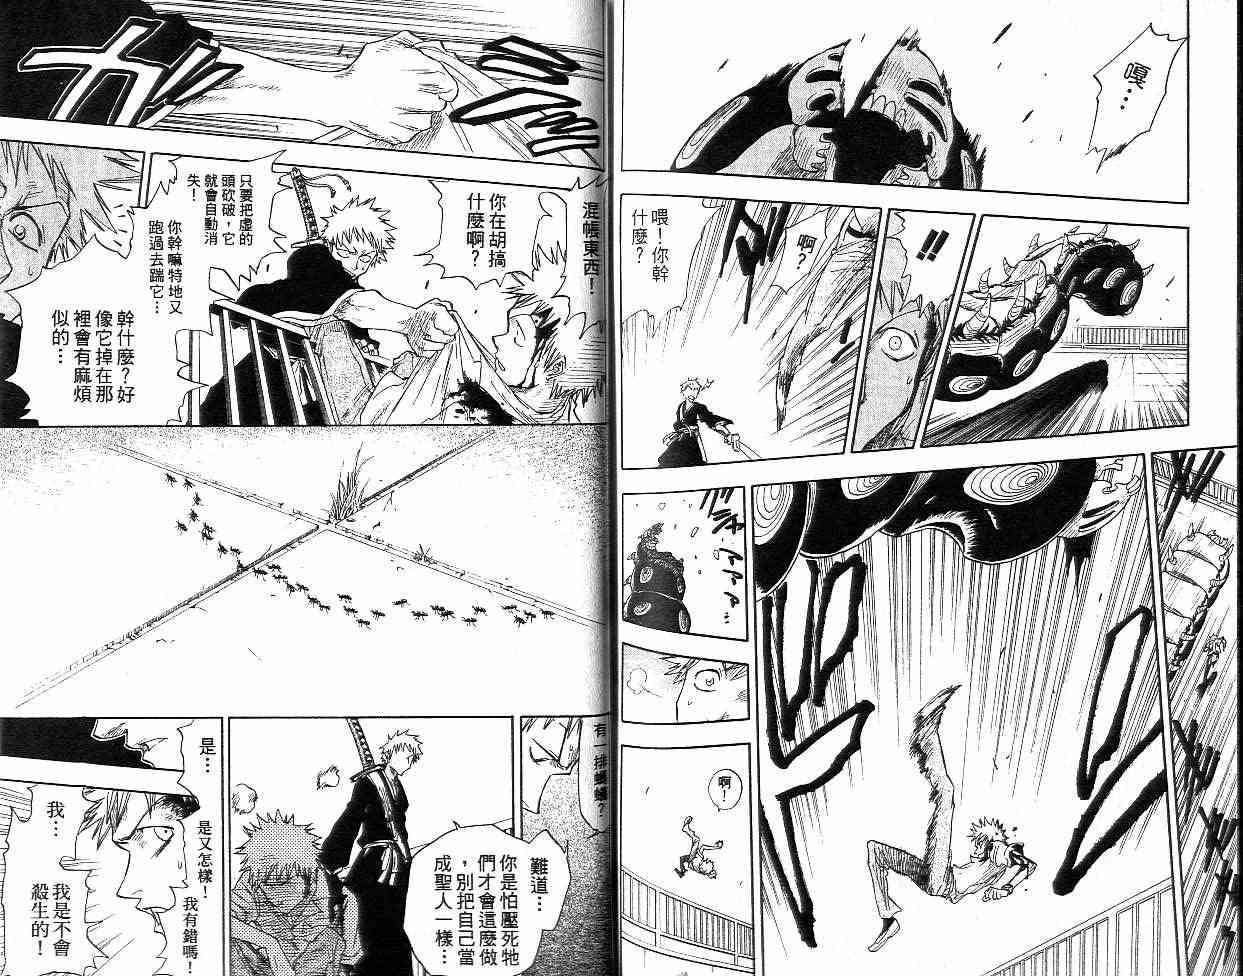 嘎…
!!
啊?
喂!你幹
什麼?
啊!
混帳東西!
你在胡搞
什麼啊?
只要把虛的
頭砍破,它
就會自動消
失!
你幹嘛特地又
跑過去踹它…
幹什麼?好
像它掉在那
裡會有麻煩
似的…
有一排螞蟻?
難道…
你是怕壓死牠
們才會這麼做
,別把自己當
成聖人一樣…
是…
是又怎樣!
我有錯嗎!
我…
我是不會
殺生的!